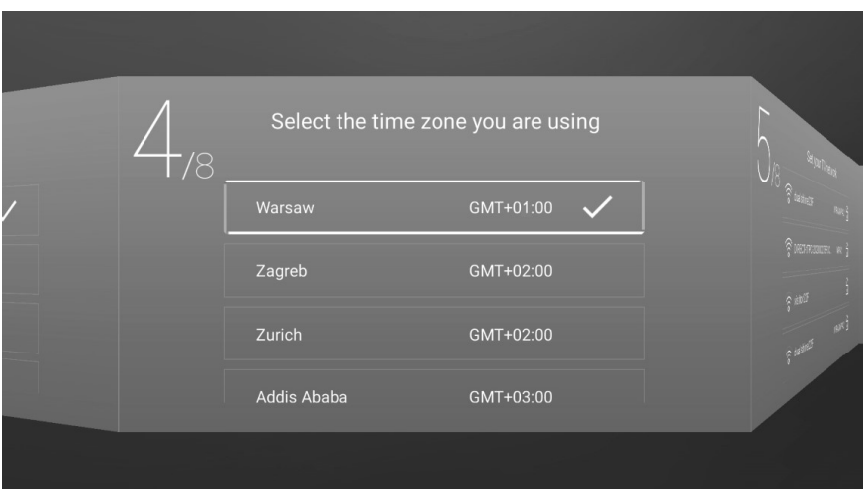 4/8
Select the time zone you are using
Warsaw GMT+01:00
Zagreb GMT+02:00
Zurich GMT+02:00
Addis Ababa GMT+03:00
5/8